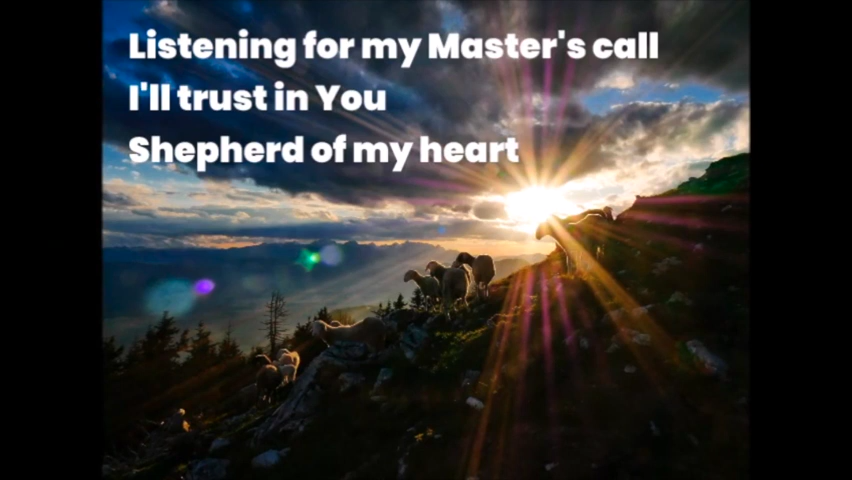 Listening for my Master's call
I'll trust in You
Shepherd of my heart